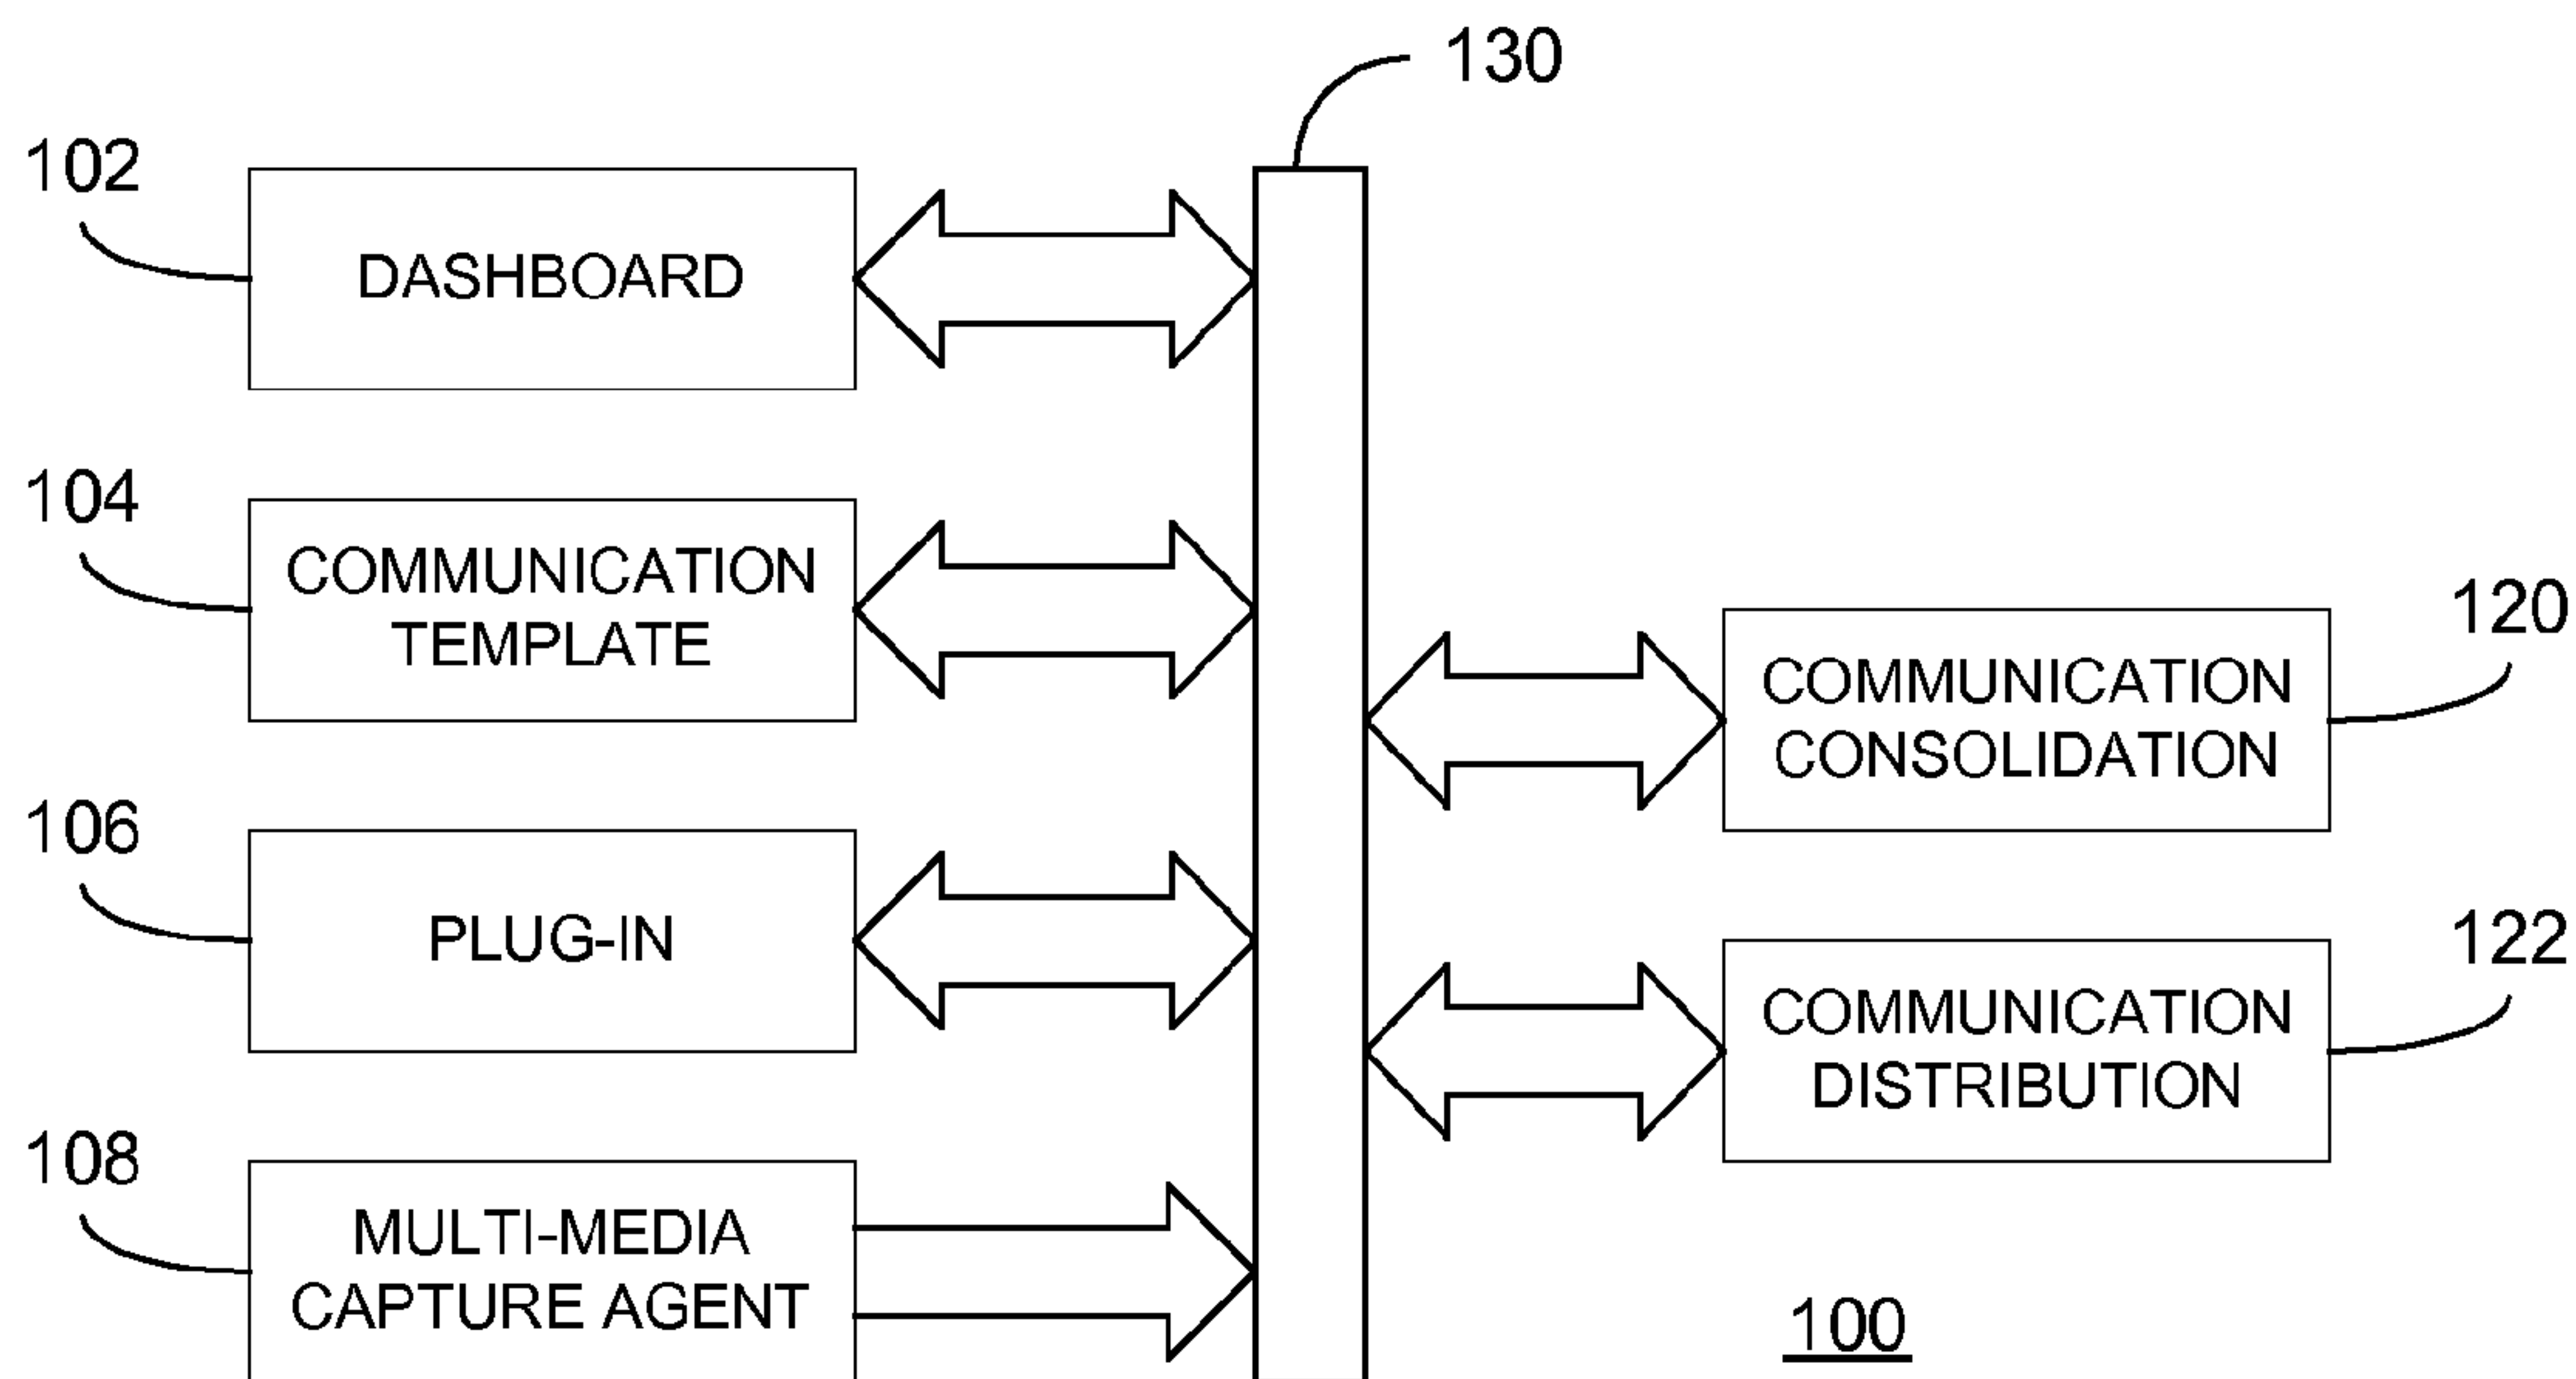 130
102
DASHBOARD
104
COMMUNICATION
TEMPLATE
120
COMMUNICATION
CONSOLIDATION
106
PLUG-IN
122
COMMUNICATION
DISTRIBUTION
108
MULTI-MEDIA
CAPTURE AGENT
100